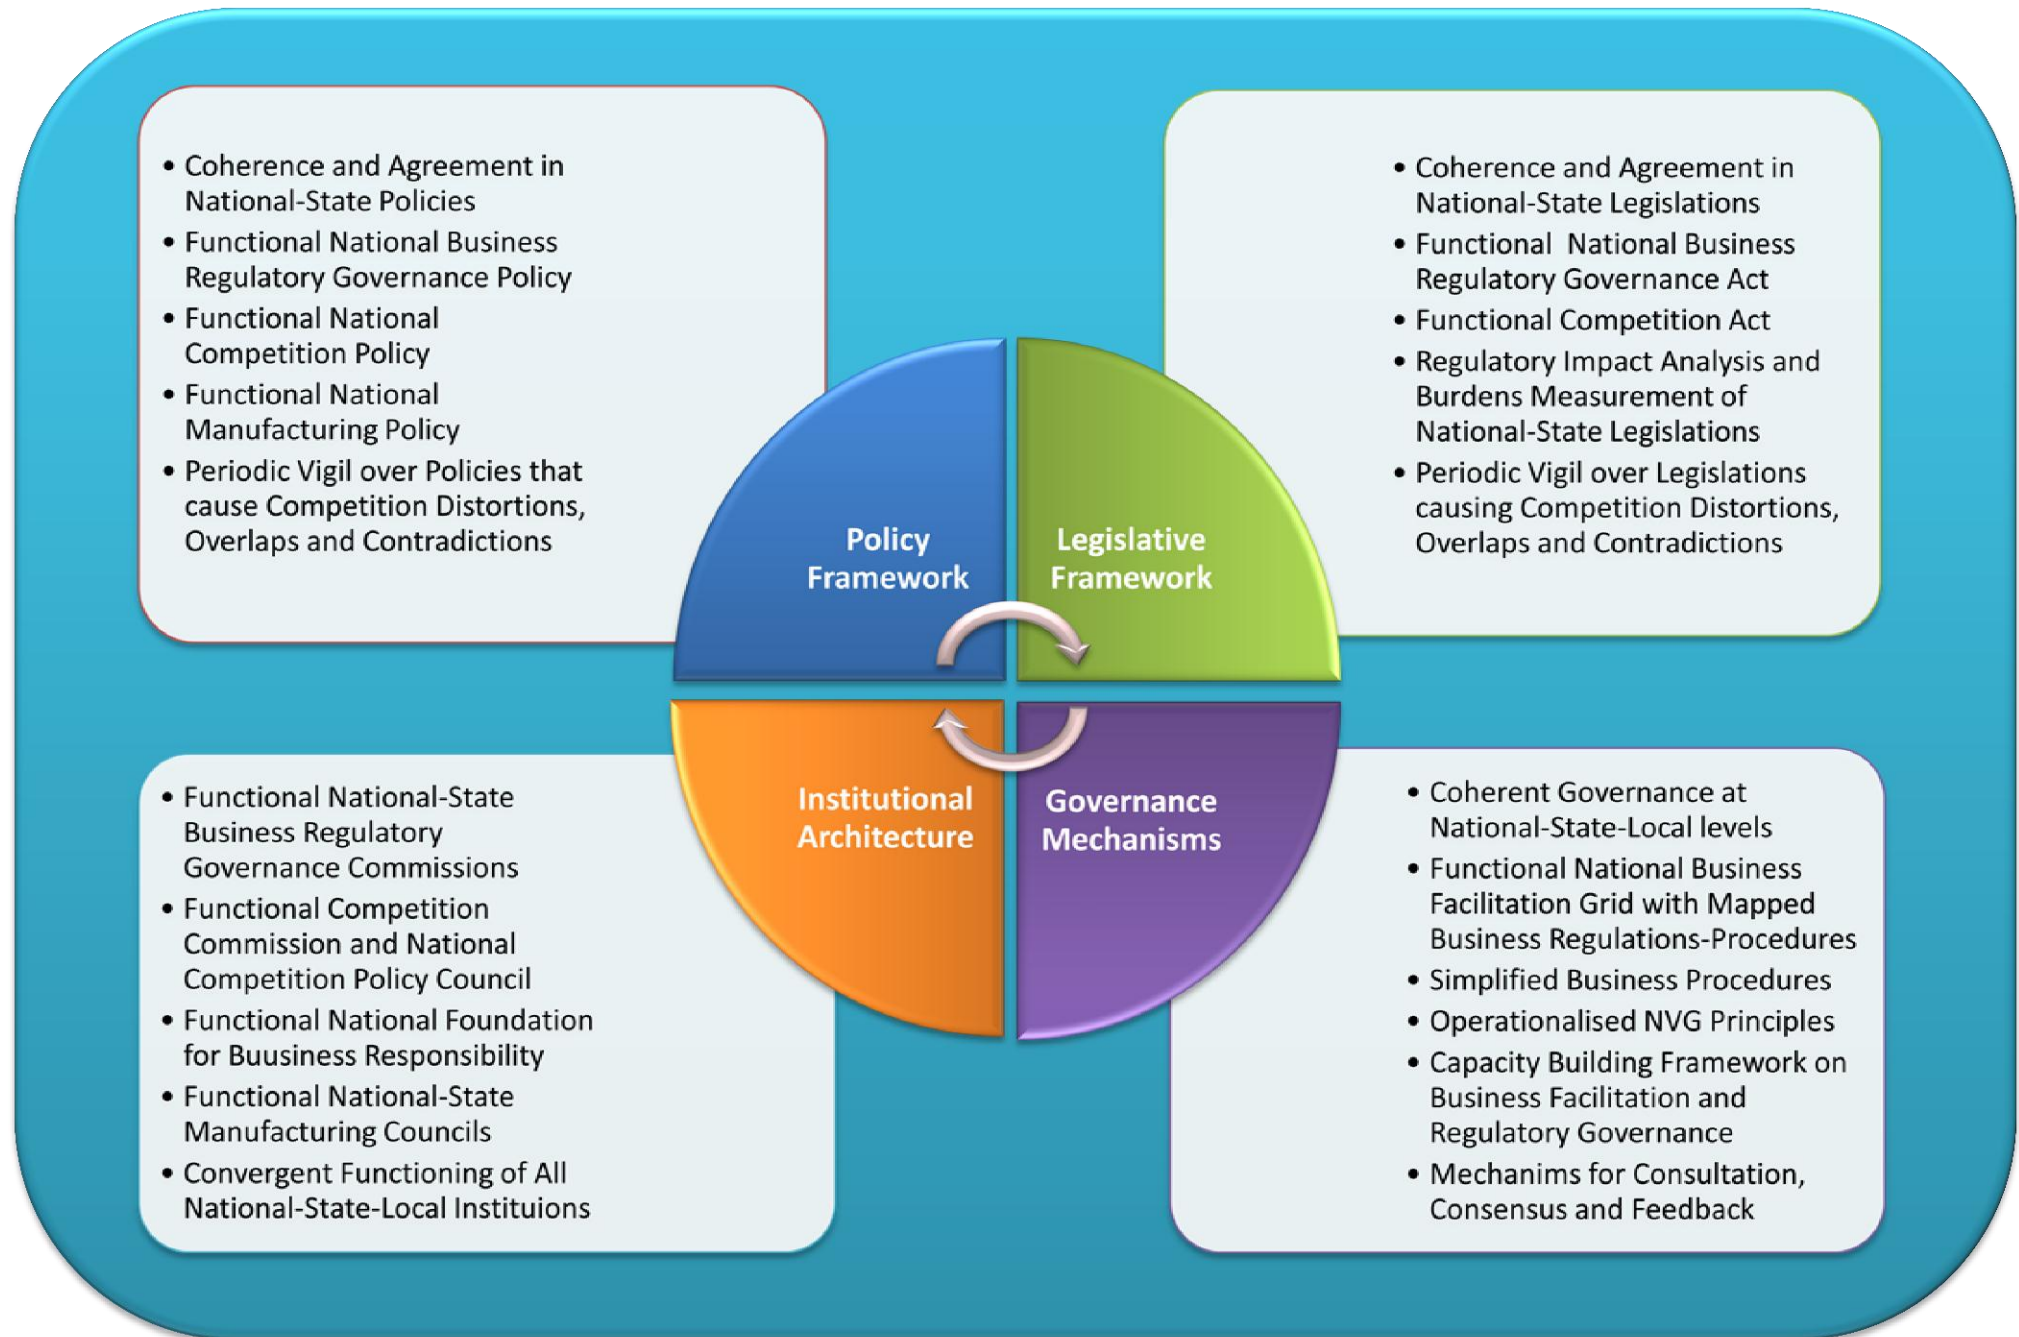 • Coherence and Agreement in
National-State Policies
• Functional National Business
Regulatory Governance Policy
• Functional National
Competition Policy
• Functional National
Manufacturing Policy
• Periodic Vigil over Policies that
cause Competition Distortions,
Overlaps and Contradictions
• Coherence and Agreement in
National-State Legislations
• Functional  National Business
Regulatory Governance Act
• Functional Competition Act
• Regulatory Impact Analysis and
Burdens Measurement of
National-State Legislations
• Periodic Vigil over Legislations
causing Competition Distortions,
Overlaps and Contradictions
Policy
Framework
Legislative
Framework
Institutional
Architecture
Governance
Mechanisms
• Functional National-State
Business Regulatory
Governance Commissions
• Functional Competition
Commission and National
Competition Policy Council
• Functional National Foundation
for Buusiness Responsibility
• Functional National-State
Manufacturing Councils
• Convergent Functioning of All
National-State-Local Instituions
• Coherent Governance at
National-State-Local levels
• Functional National Business
Facilitation Grid with Mapped
Business Regulations-Procedures
• Simplified Business Procedures
• Operationalised NVG Principles
• Capacity Building Framework on
Business Facilitation and
Regulatory Governance
• Mechanims for Consultation,
Consensus and Feedback